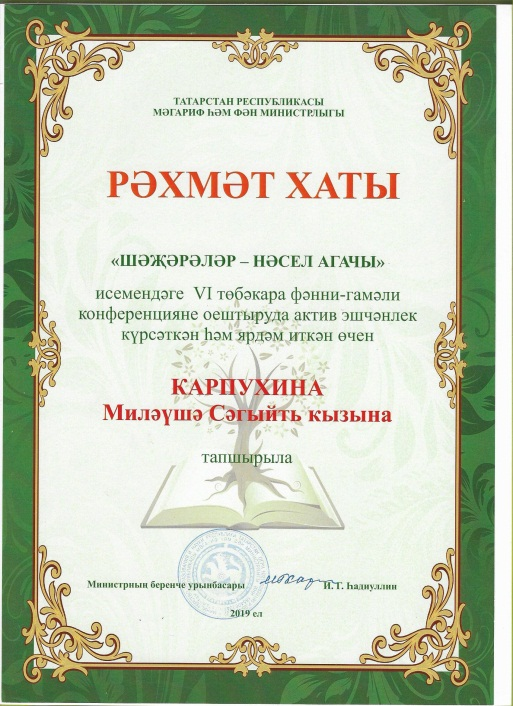 ТАТАРСТАН РЕСПУБЛИКАСЫ
МӘГАРИФ ҺӘМ ФӘН МИНИСТРЛЫГЫ
РӘХМӘТ ХАТЫ
«ШӘҖӘРӘЛӘР – НӘСЕЛ АГАЧЫ»
исемендәге VI төбәкара фәнни-гамәли
конференцияне оештыруда актив эшчәнлек
күрсәткән һәм ярдәм иткән өчен
КАРПУХИНА
Миләүшә Сәгыйть кызына
тапшырыла
Министрның беренче урынбасары И. Г. Һадиуллин
2019 ел